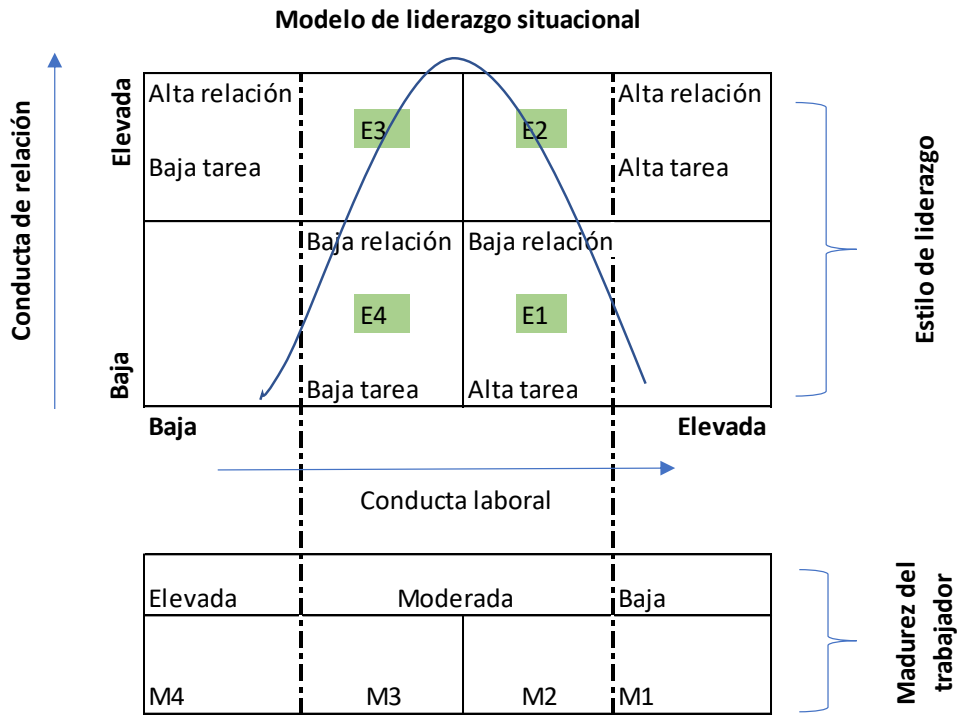 Modelo de liderazgo situacional
Conducta de relación
Elevada
Baja
Alta relación
Baja tarea
E3
E2
Alta relación
Alta tarea
Baja relación
Baja relación
E4
E1
Baja tarea
Alta tarea
Estilo de liderazgo
Baja
Elevada
Conducta laboral
Elevada
Moderada
Baja
M4
M3
M2
M1
Madurez del
trabajador